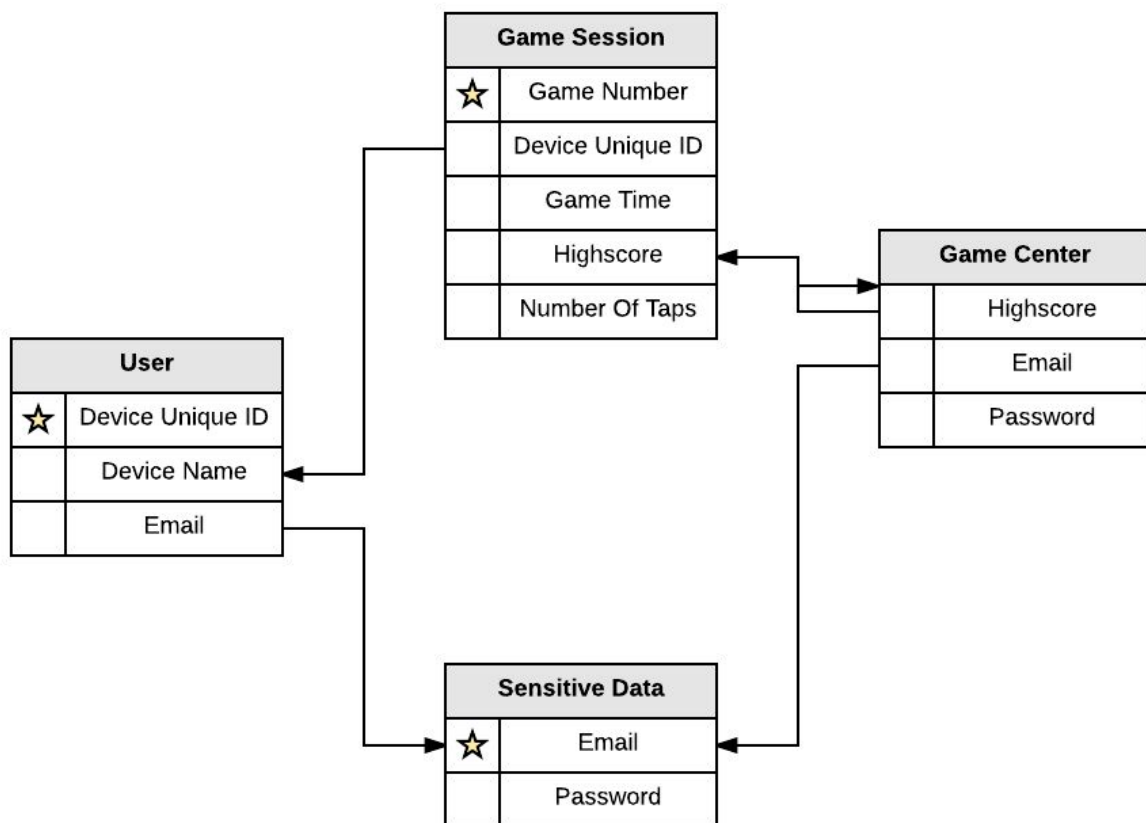 Game Session
Game Number
Device Unique ID
Game Time
Highscore
Number Of Taps
Game Center
Highscore
Email
Password
User
Device Unique ID
Device Name
Email
Sensitive Data
Email
Password